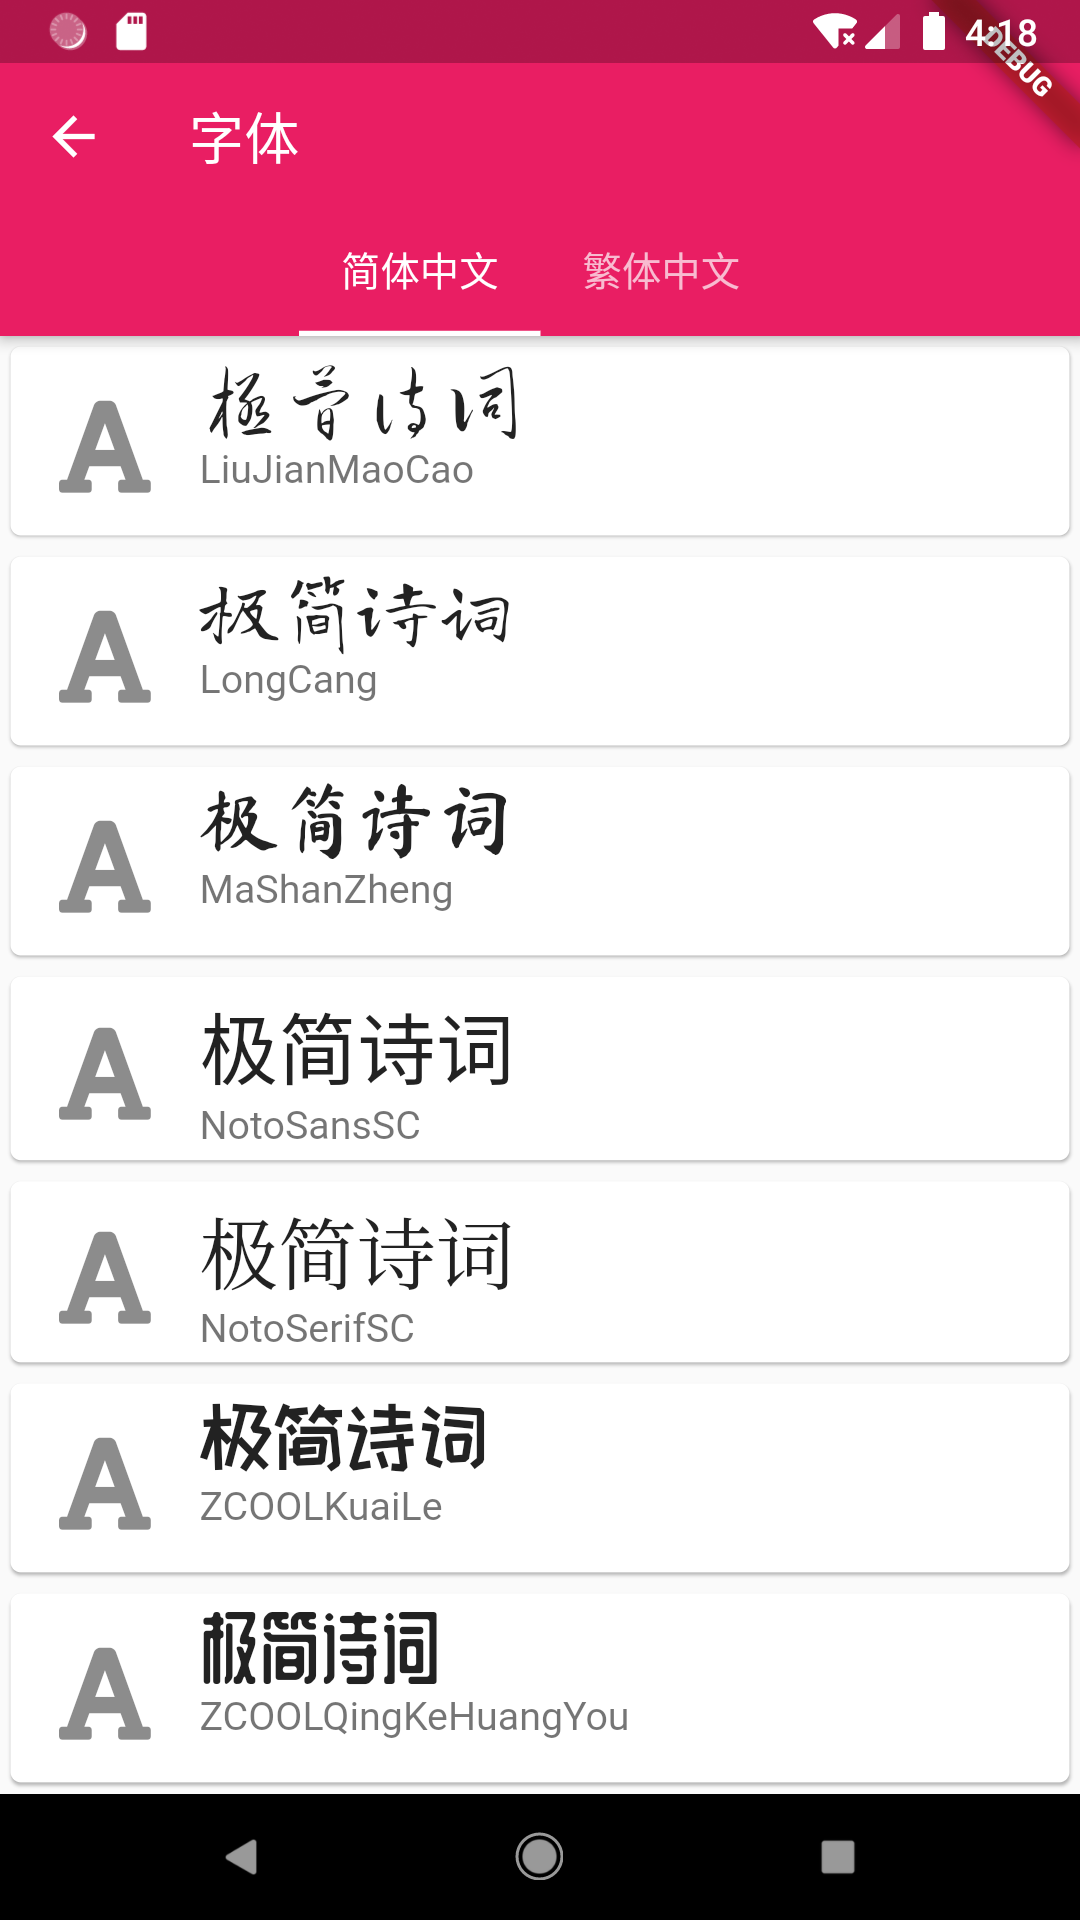 4:18
DEBUG
字体
简体中文 繁体中文
极简诗词
LiuJianMaoCao
极简诗词
LongCang
极简诗词
MaShanZheng
极简诗词
NotoSansSC
极简诗词
NotoSerifSC
极简诗词
ZCOOLKuaiLe
极简诗词
ZCOOLQingKeHuangYou